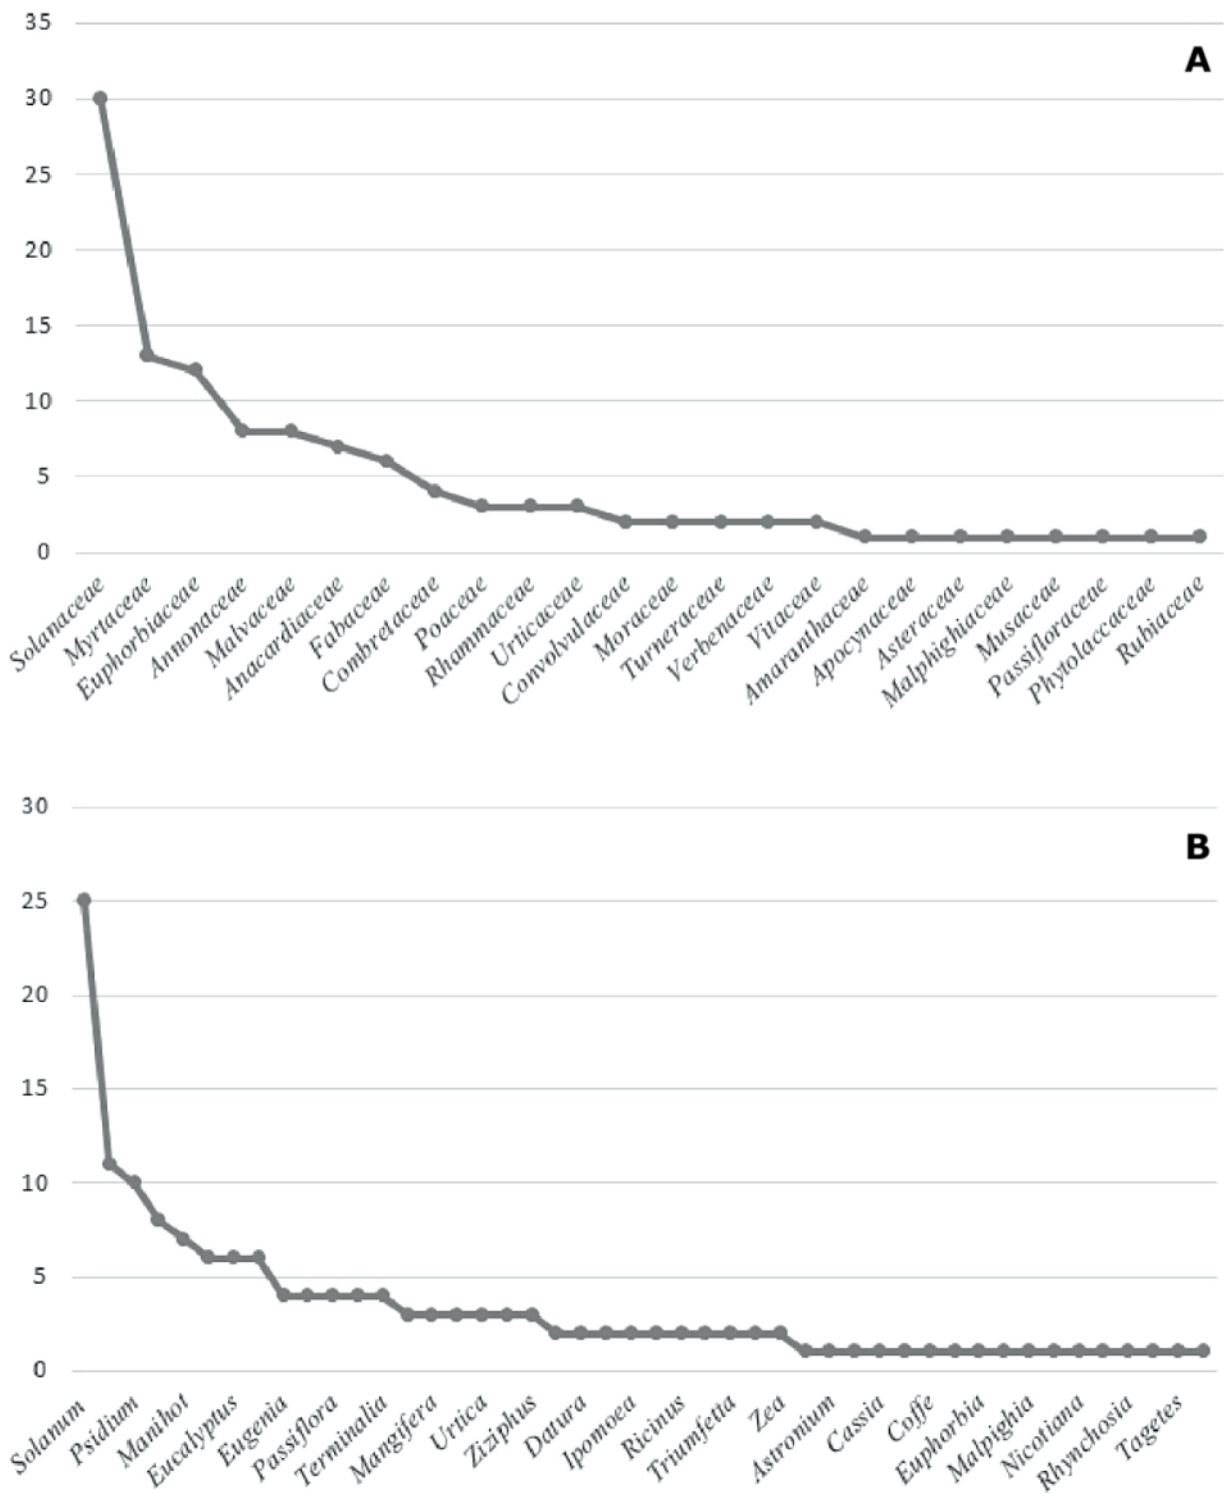 35
A
30
25
20
15
10
5
0
Solanaceae
Myrtaceae
Euphorbiaceae
Annonaceae
Malvaceae
Anacardiaceae
Fabaceae
Combretaceae
Poaceae
Rhammaceae
Urticaceae
Convolvulaceae
Moraceae
Turneraceae
Verbenaceae
Vitaceae
Amaranthaceae
Apocynaceae
Asteraceae
Malphighiaceae
Musaceae
Passifloraceae
Phytolaccaceae
Rubiaceae
30
B
25
20
15
10
5
0
Solanum
Psidium
Manihot
Eucalyptus
Eugenia
Passiflora
Terminalia
Mangifera
Urtica
Ziziphus
Datura
Ipomoea
Ricinus
Triumfetta
Zea
Astronium
Cassia
Coffe
Euphorbia
Malpighia
Nicotiana
Rhynchosia
Tagetes